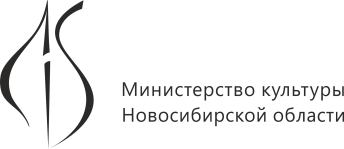 Министерство культуры
Новосибирской области